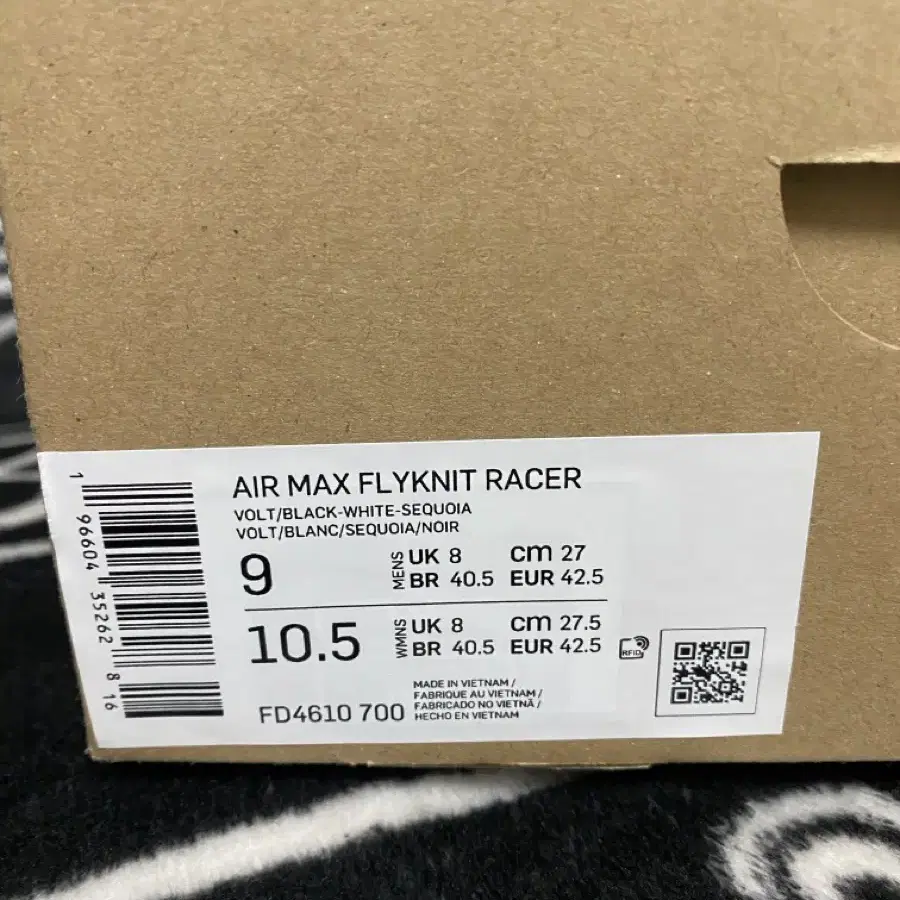 AIR MAX FLYKNIT RACER
VOLT/BLACK-WHITE-SEQUOIA
VOLT/BLANC/SEQUOIA/NOIR
9
MENS
UK 8 cm 27
BR 40.5 EUR 42.5
10.5
WMNS
UK 8 cm 27.5
BR 40.5 EUR 42.5
RFID
FD4610 700
MADE IN VIETNAM /
FABRIQUE AU VIETNAM /
FABRICADO NO VIETNÃ /
HECHO EN VIETNAM
1 96604 35262 8 16